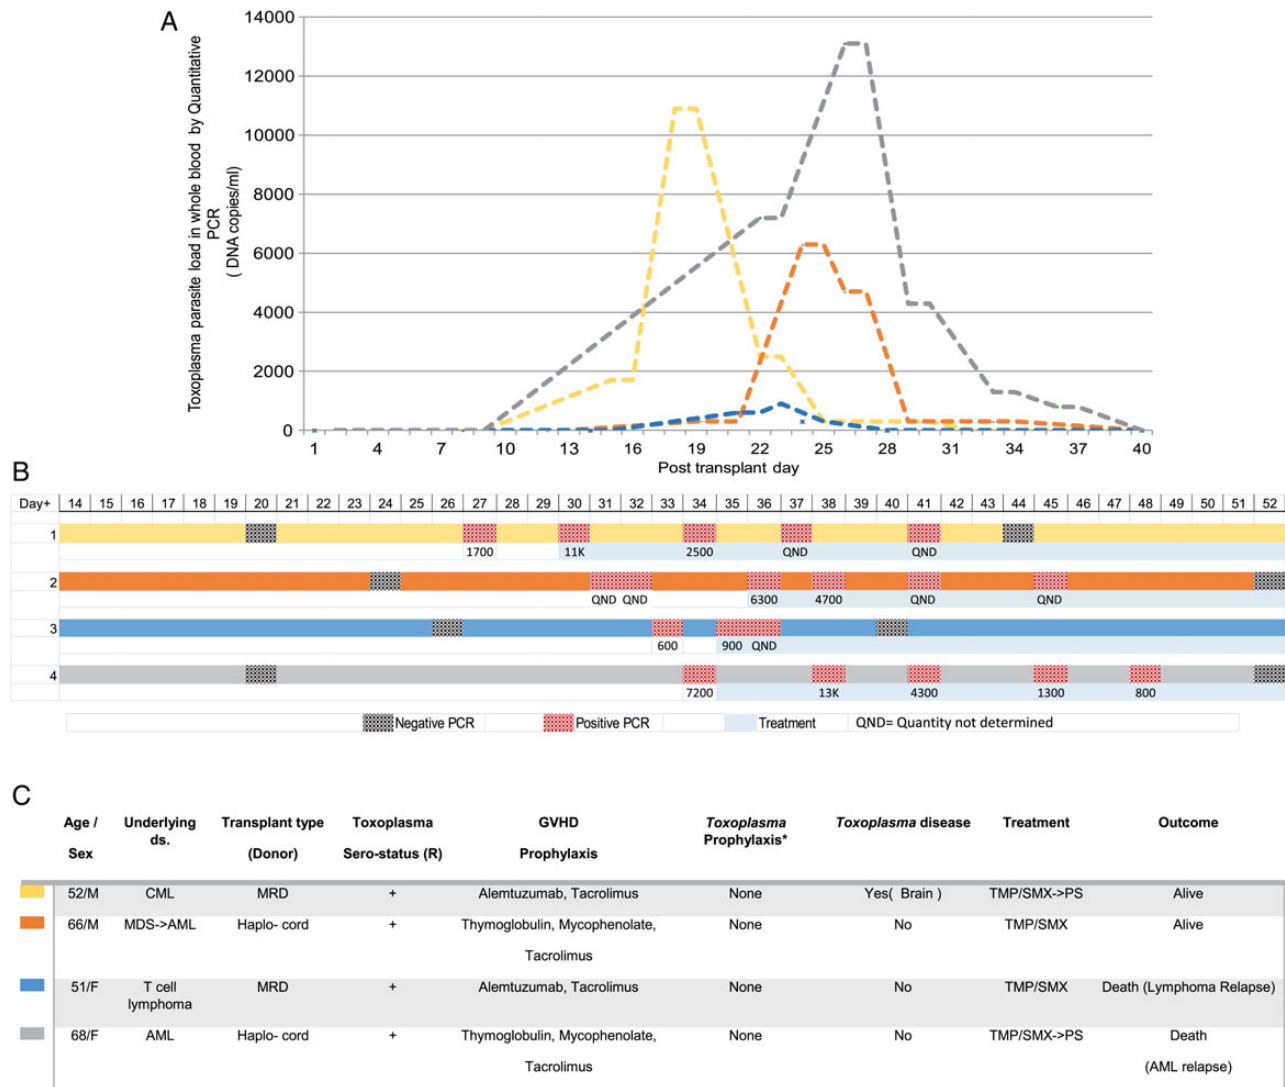 A
Toxoplasma parasite load in whole blood by Quantitative
PCR
( DNA copies/ml)
14000
12000
10000
8000
6000
4000
2000
0
1 4 7 10 13 16 19 22 25 28 31 34 37 40
Post transplant day
B
Day+ 14 15 16 17 18 19 20 21 22 23 24 25 26 27 28 29 30 31 32 33 34 35 36 37 38 39 40 41 42 43 44 45 46 47 48 49 50 51 52
1
1700 11K 2500 QND QND
2
QND QND 6300 4700 QND QND
3
600 900 QND
4
7200 13K 4300 1300 800
Negative PCR Positive PCR Treatment QND= Quantity not determined
C
Age / Underlying Transplant type Toxoplasma GVHD Toxoplasma Toxoplasma disease Treatment Outcome
Sex ds. (Donor) Sero-status (R) Prophylaxis Prophylaxis*
52/M CML MRD + Alemtuzumab, Tacrolimus None Yes( Brain ) TMP/SMX->PS Alive
66/M MDS->AML Haplo- cord + Thymoglobulin, Mycophenolate, None No TMP/SMX Alive
Tacrolimus
51/F T cell MRD + Alemtuzumab, Tacrolimus None No TMP/SMX Death (Lymphoma Relapse)
lymphoma
68/F AML Haplo- cord + Thymoglobulin, Mycophenolate, None No TMP/SMX->PS Death
Tacrolimus (AML relapse)